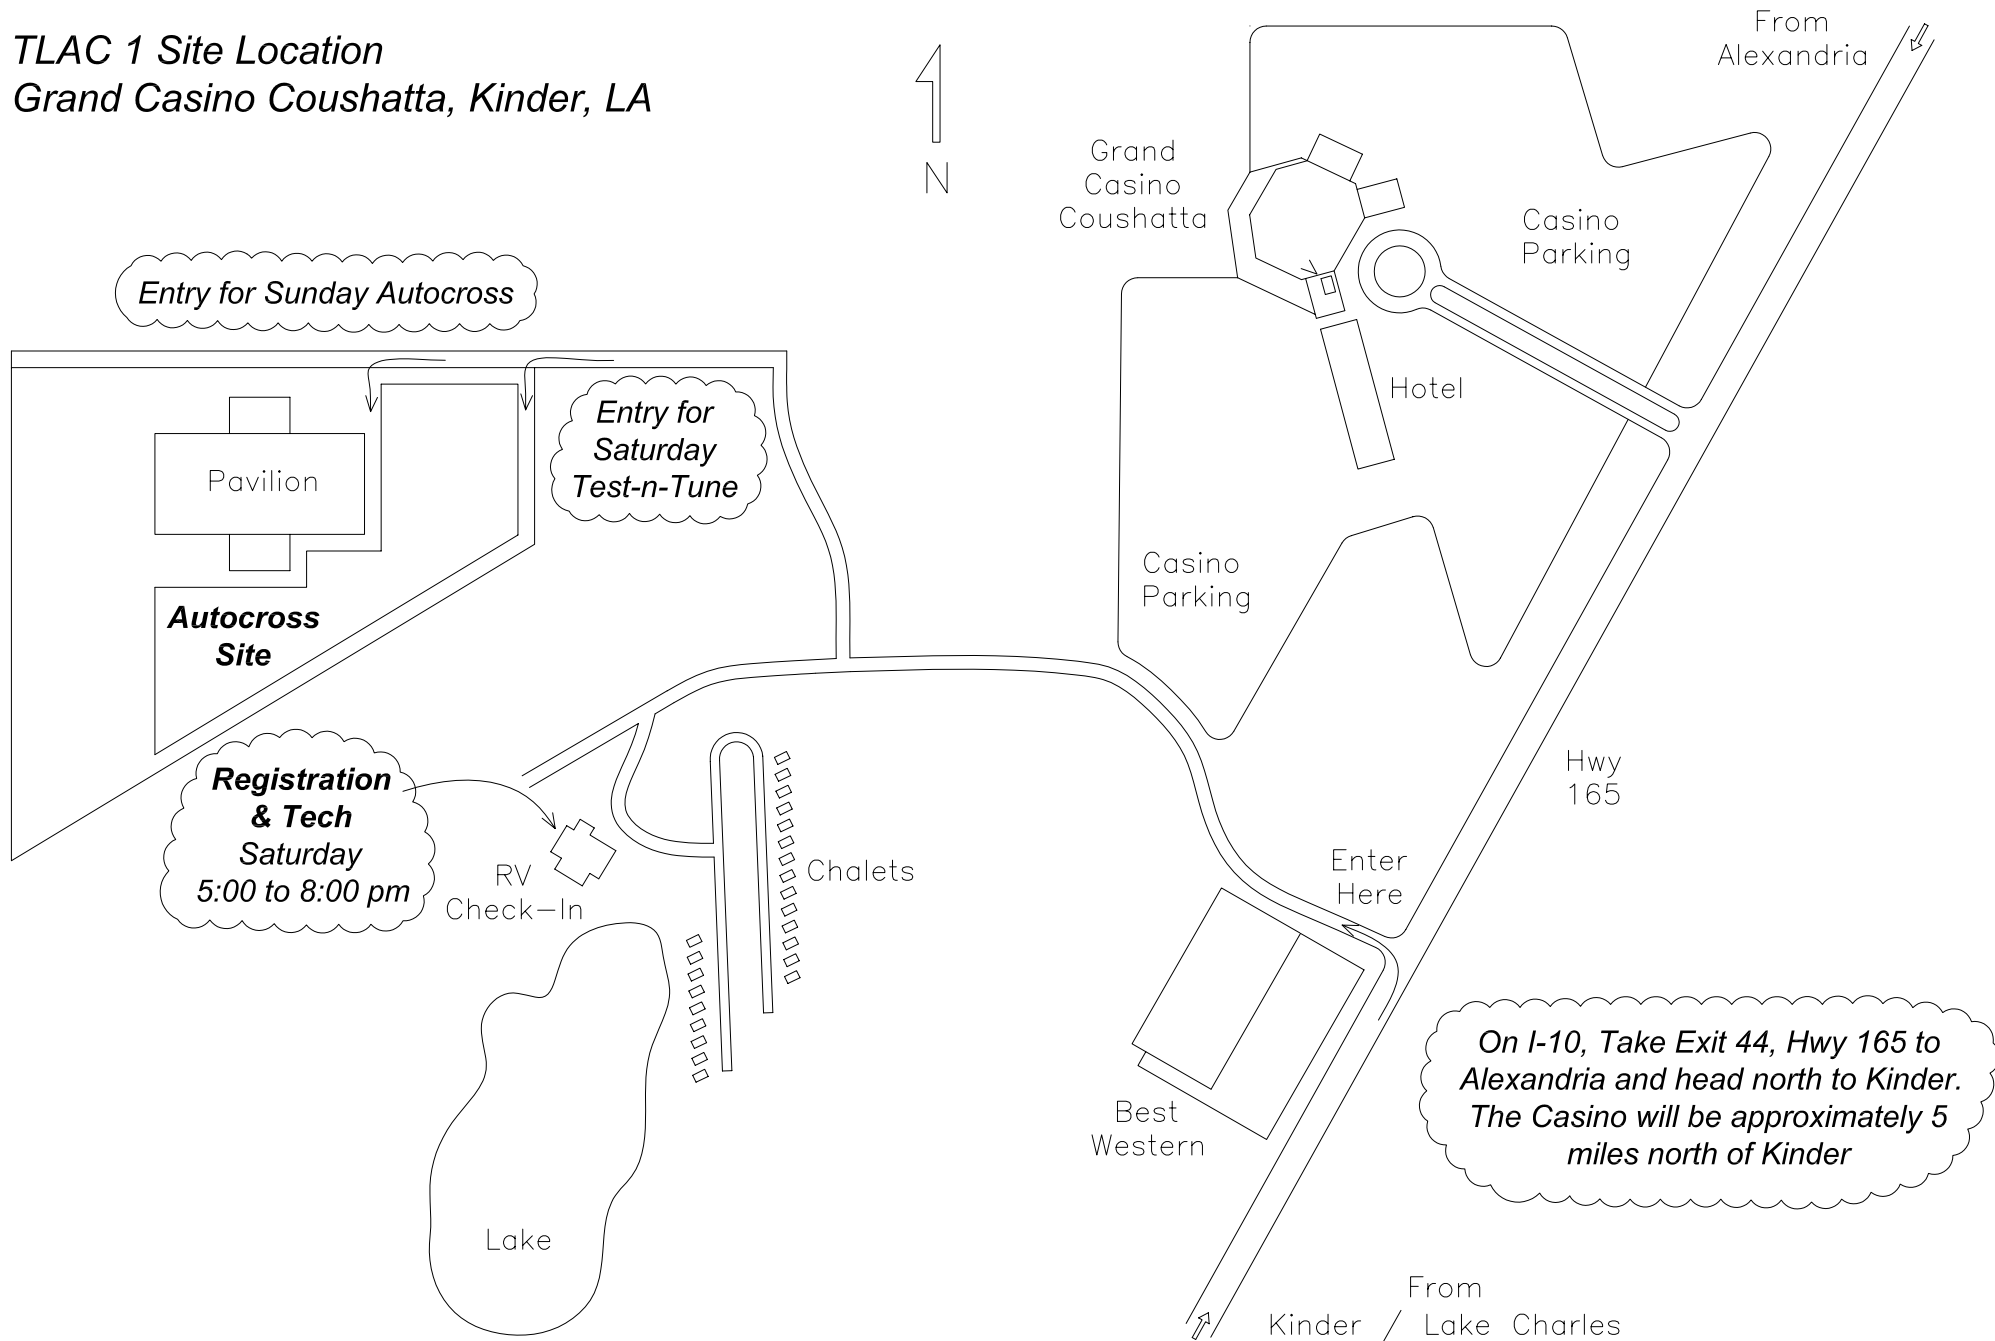 TLAC 1 Site Location
Grand Casino Coushatta, Kinder, LA
N
From
Alexandria
Grand
Casino
Coushatta
Casino
Parking
Entry for Sunday Autocross
Entry for
Saturday
Test-n-Tune
Hotel
Pavilion
Casino
Parking
Autocross
Site
Registration
& Tech
Saturday
5:00 to 8:00 pm
RV
Check-In
Chalets
Hwy
165
Enter
Here
Best
Western
On I-10, Take Exit 44, Hwy 165 to
Alexandria and head north to Kinder.
The Casino will be approximately 5
miles north of Kinder
Lake
From
Kinder / Lake Charles